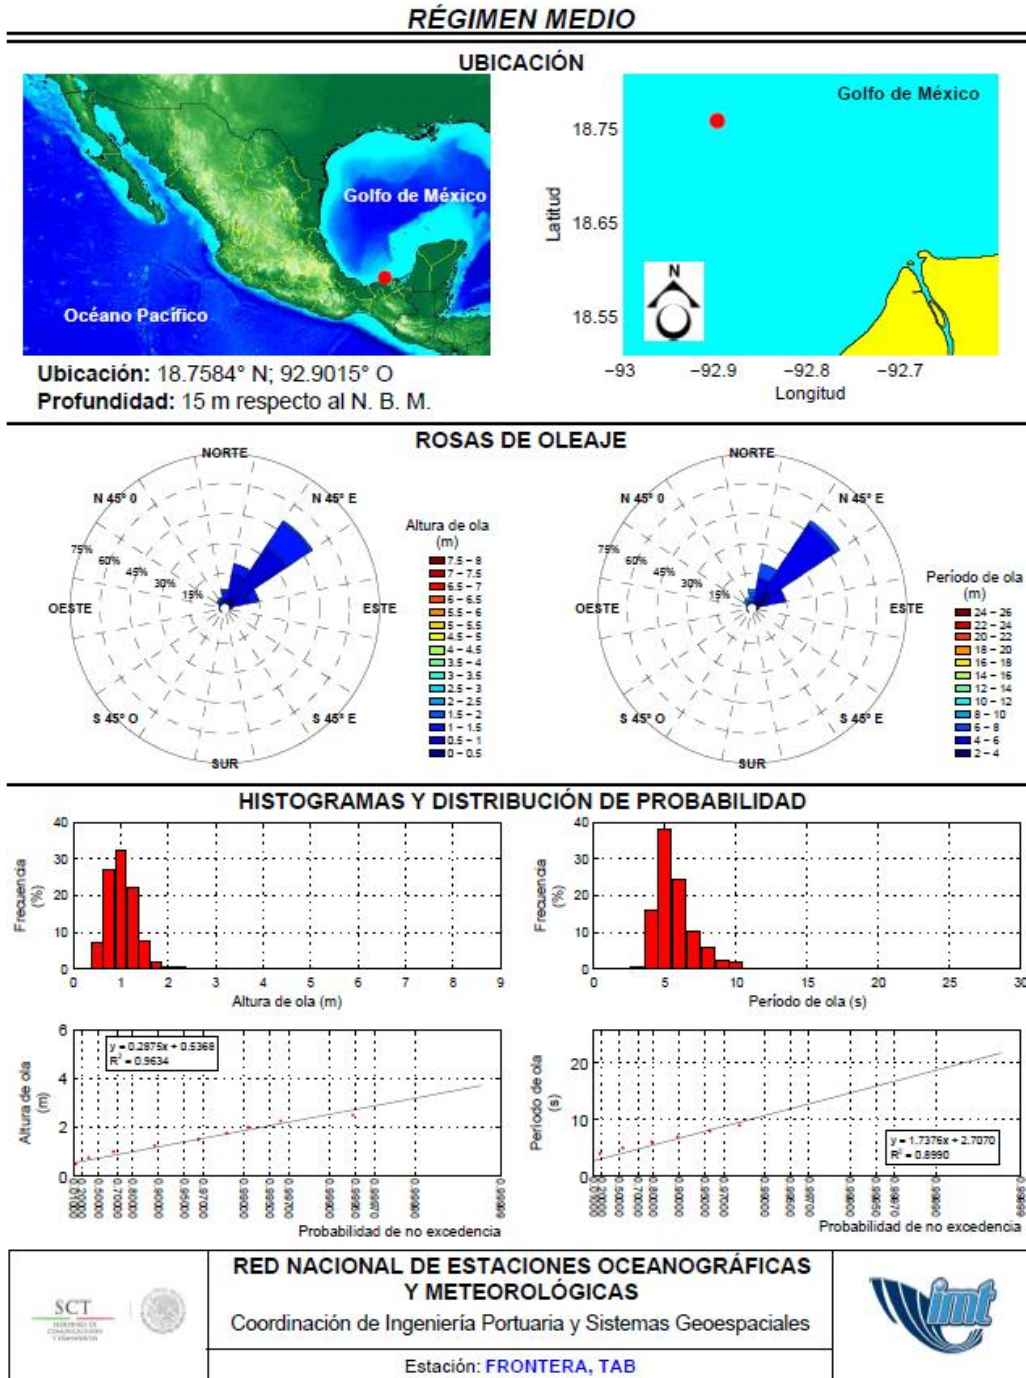 RÉGIMEN MEDIO
UBICACIÓN
Golfo de México
Océano Pacífico
Golfo de México
Latitud
18.75
18.65
18.55
N
−93 −92.9 −92.8 −92.7
Longitud
Ubicación: 18.7584° N; 92.9015° O
Profundidad: 15 m respecto al N. B. M.
ROSAS DE OLEAJE
NORTE
N 45° 0
N 45° E
75%
60%
45%
30%
15%
OESTE
ESTE
S 45° O
S 45° E
SUR
Altura de ola
(m)
7.5 − 8
7 − 7.5
6.5 − 7
6 − 6.5
5.5 − 6
5 − 5.5
4.5 − 5
4 − 4.5
3.5 − 4
3 − 3.5
2.5 − 3
2 − 2.5
1.5 − 2
1 − 1.5
0.5 − 1
0 − 0.5
NORTE
N 45° 0
N 45° E
75%
60%
45%
30%
15%
OESTE
ESTE
S 45° O
S 45° E
SUR
Período de ola
(m)
24 − 26
22 − 24
20 − 22
18 − 20
16 − 18
14 − 16
12 − 14
10 − 12
8 − 10
6 − 8
4 − 6
2 − 4
HISTOGRAMAS Y DISTRIBUCIÓN DE PROBABILIDAD
Frecuencia
(%)
40
30
20
10
0
0 1 2 3 4 5 6 7 8 9
Altura de ola (m)
Frecuencia
(%)
40
30
20
10
0
0 5 10 15 20 25 30
Período de ola (s)
Altura de ola
(m)
6
4
2
0
y = 0.2875x + 0.5368
R² = 0.9634
Probabilidad de no excedencia
Período de ola
(s)
20
10
0
y = 1.7376x + 2.7070
R² = 0.8990
Probabilidad de no excedencia
SCT
RED NACIONAL DE ESTACIONES OCEANOGRÁFICAS
Y METEOROLÓGICAS
Coordinación de Ingeniería Portuaria y Sistemas Geoespaciales
Estación: FRONTERA, TAB
imt